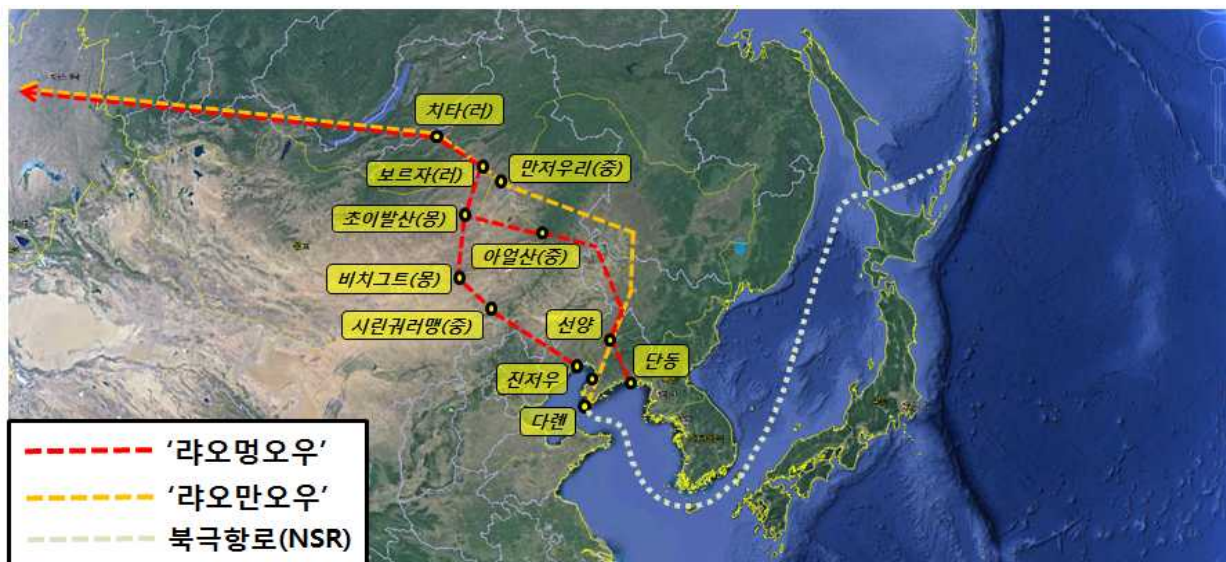 치타(러)
보르자(러)
만저우리(중)
초이발산(몽)
아얼산(중)
비치그트(몽)
시린궈러맹(중)
선양
진저우
단동
다롄
'랴오멍오우'
'랴오만오우'
북극항로(NSR)